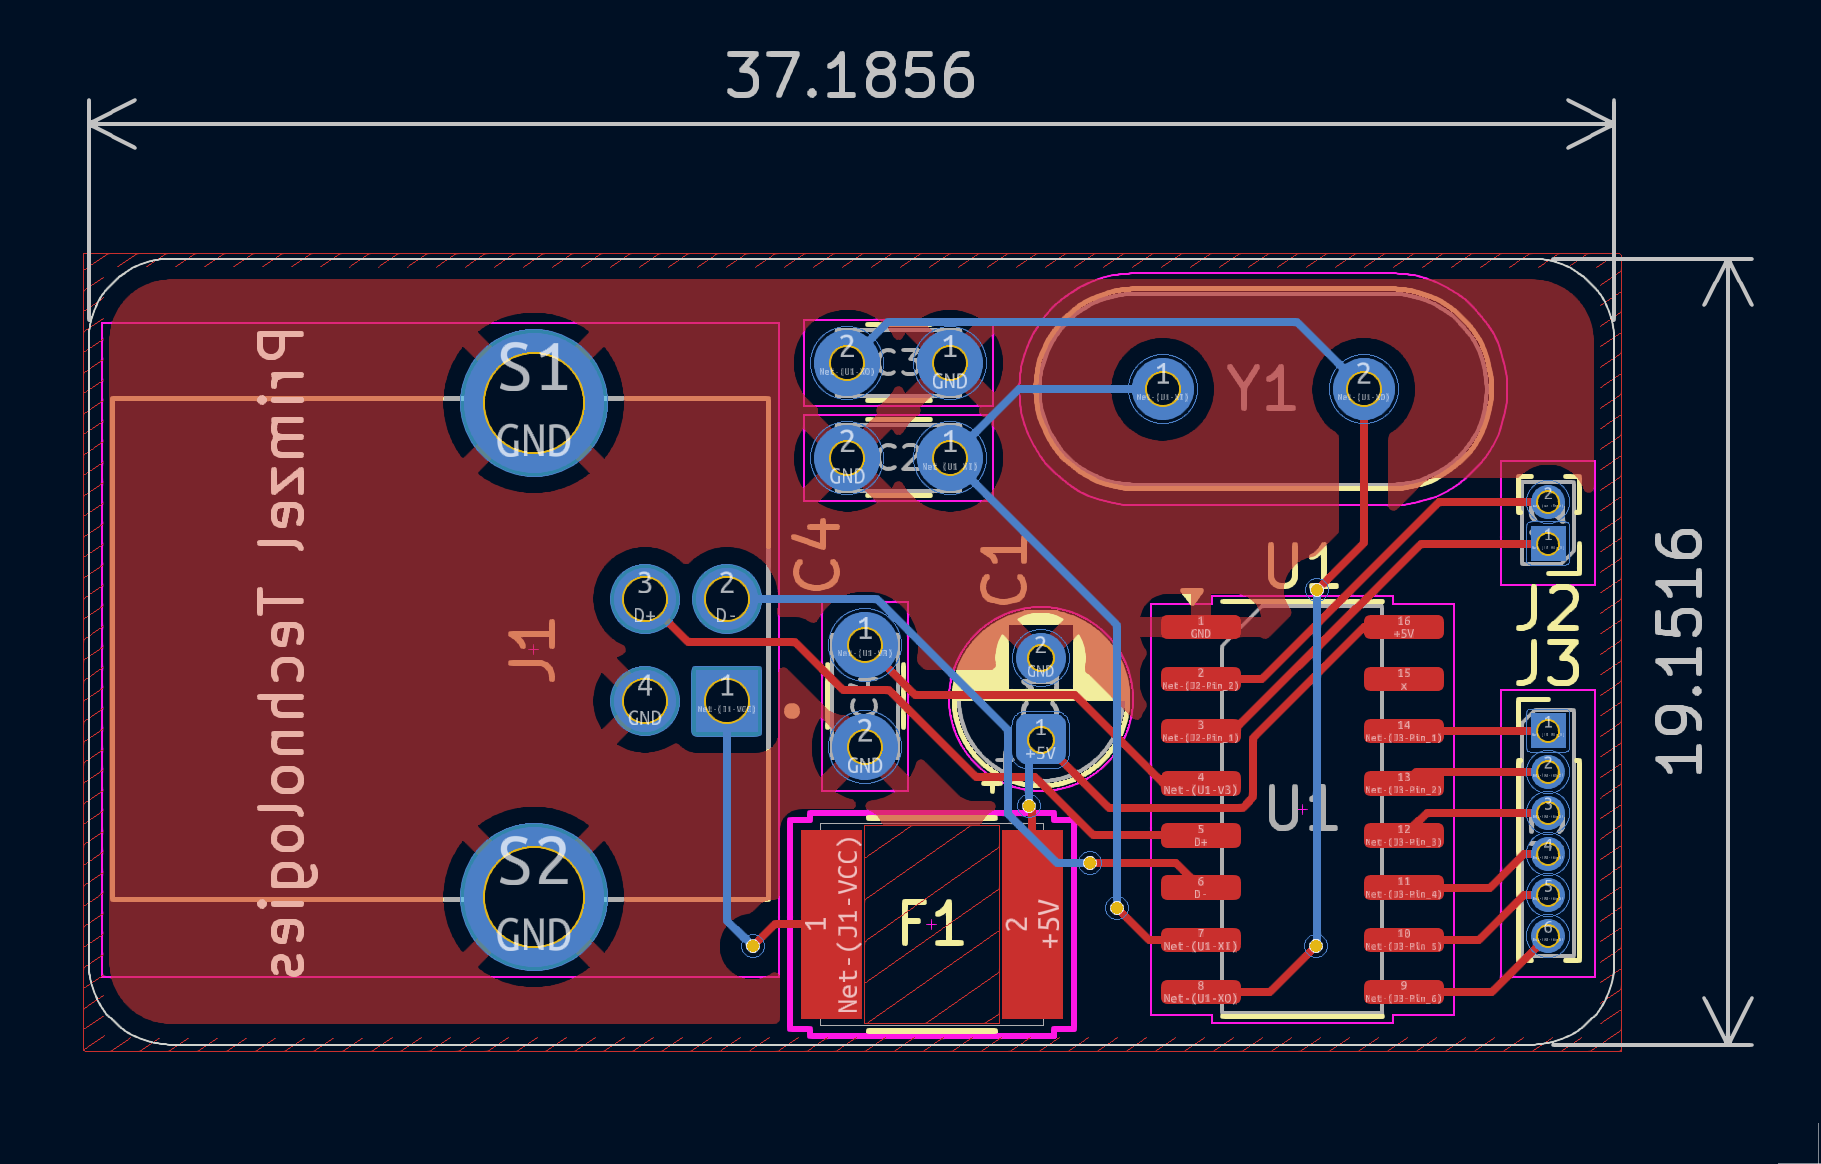 37.1856
19.1516
Primzel Technologies
S1
GND
S2
GND
J1
3
D+
2
D-
4
GND
1
Net-(J1-VCC)
2
Net-(U1-XO)
C3
1
GND
2
GND
C2
1
Net-(U1-XI)
Y1
1
Net-(U1-XI)
2
Net-(U1-XO)
C4
1
Net-(U1-V3)
2
GND
C1
2
GND
1
+5V
+
F1
1
Net-(J1-VCC)
2
+5V
U1
U1
1
GND
2
Net-(J2-Pin_2)
3
Net-(J2-Pin_1)
4
Net-(U1-V3)
5
D+
6
D-
7
Net-(U1-XI)
8
Net-(U1-XO)
16
+5V
15
x
14
Net-(J3-Pin_1)
13
Net-(J3-Pin_2)
12
Net-(J3-Pin_3)
11
Net-(J3-Pin_4)
10
Net-(J3-Pin_5)
9
Net-(J3-Pin_6)
2
1
J2
J3
1
2
3
4
5
6